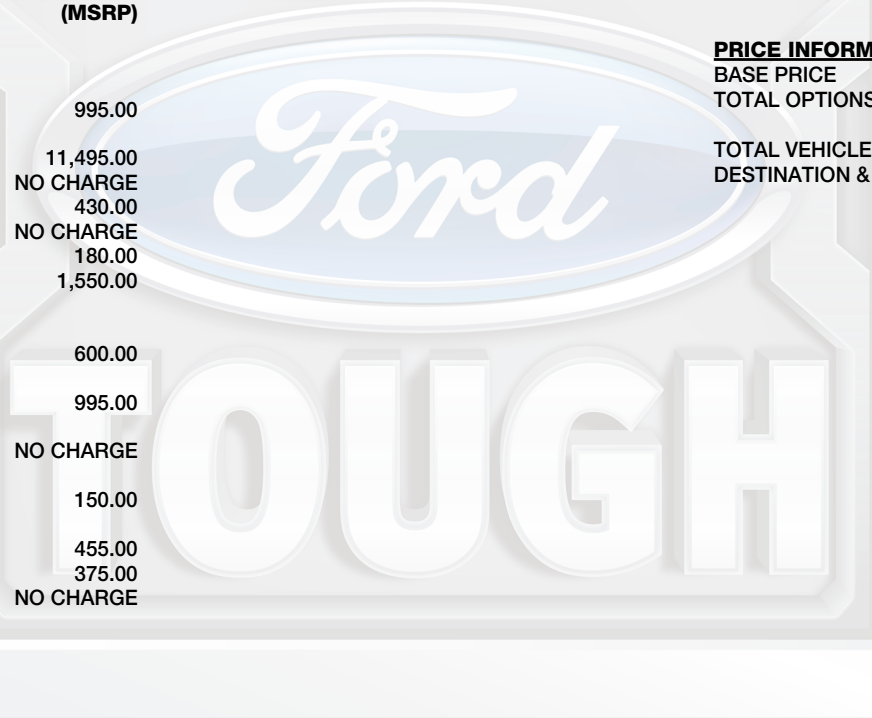 (MSRP)
995.00
11,495.00
NO CHARGE
430.00
NO CHARGE
180.00
1,550.00
600.00
995.00
NO CHARGE
150.00
455.00
375.00
NO CHARGE
PRICE INFORM
BASE PRICE
TOTAL OPTIONS
TOTAL VEHICLE
DESTINATION &
Ford
TOUGH